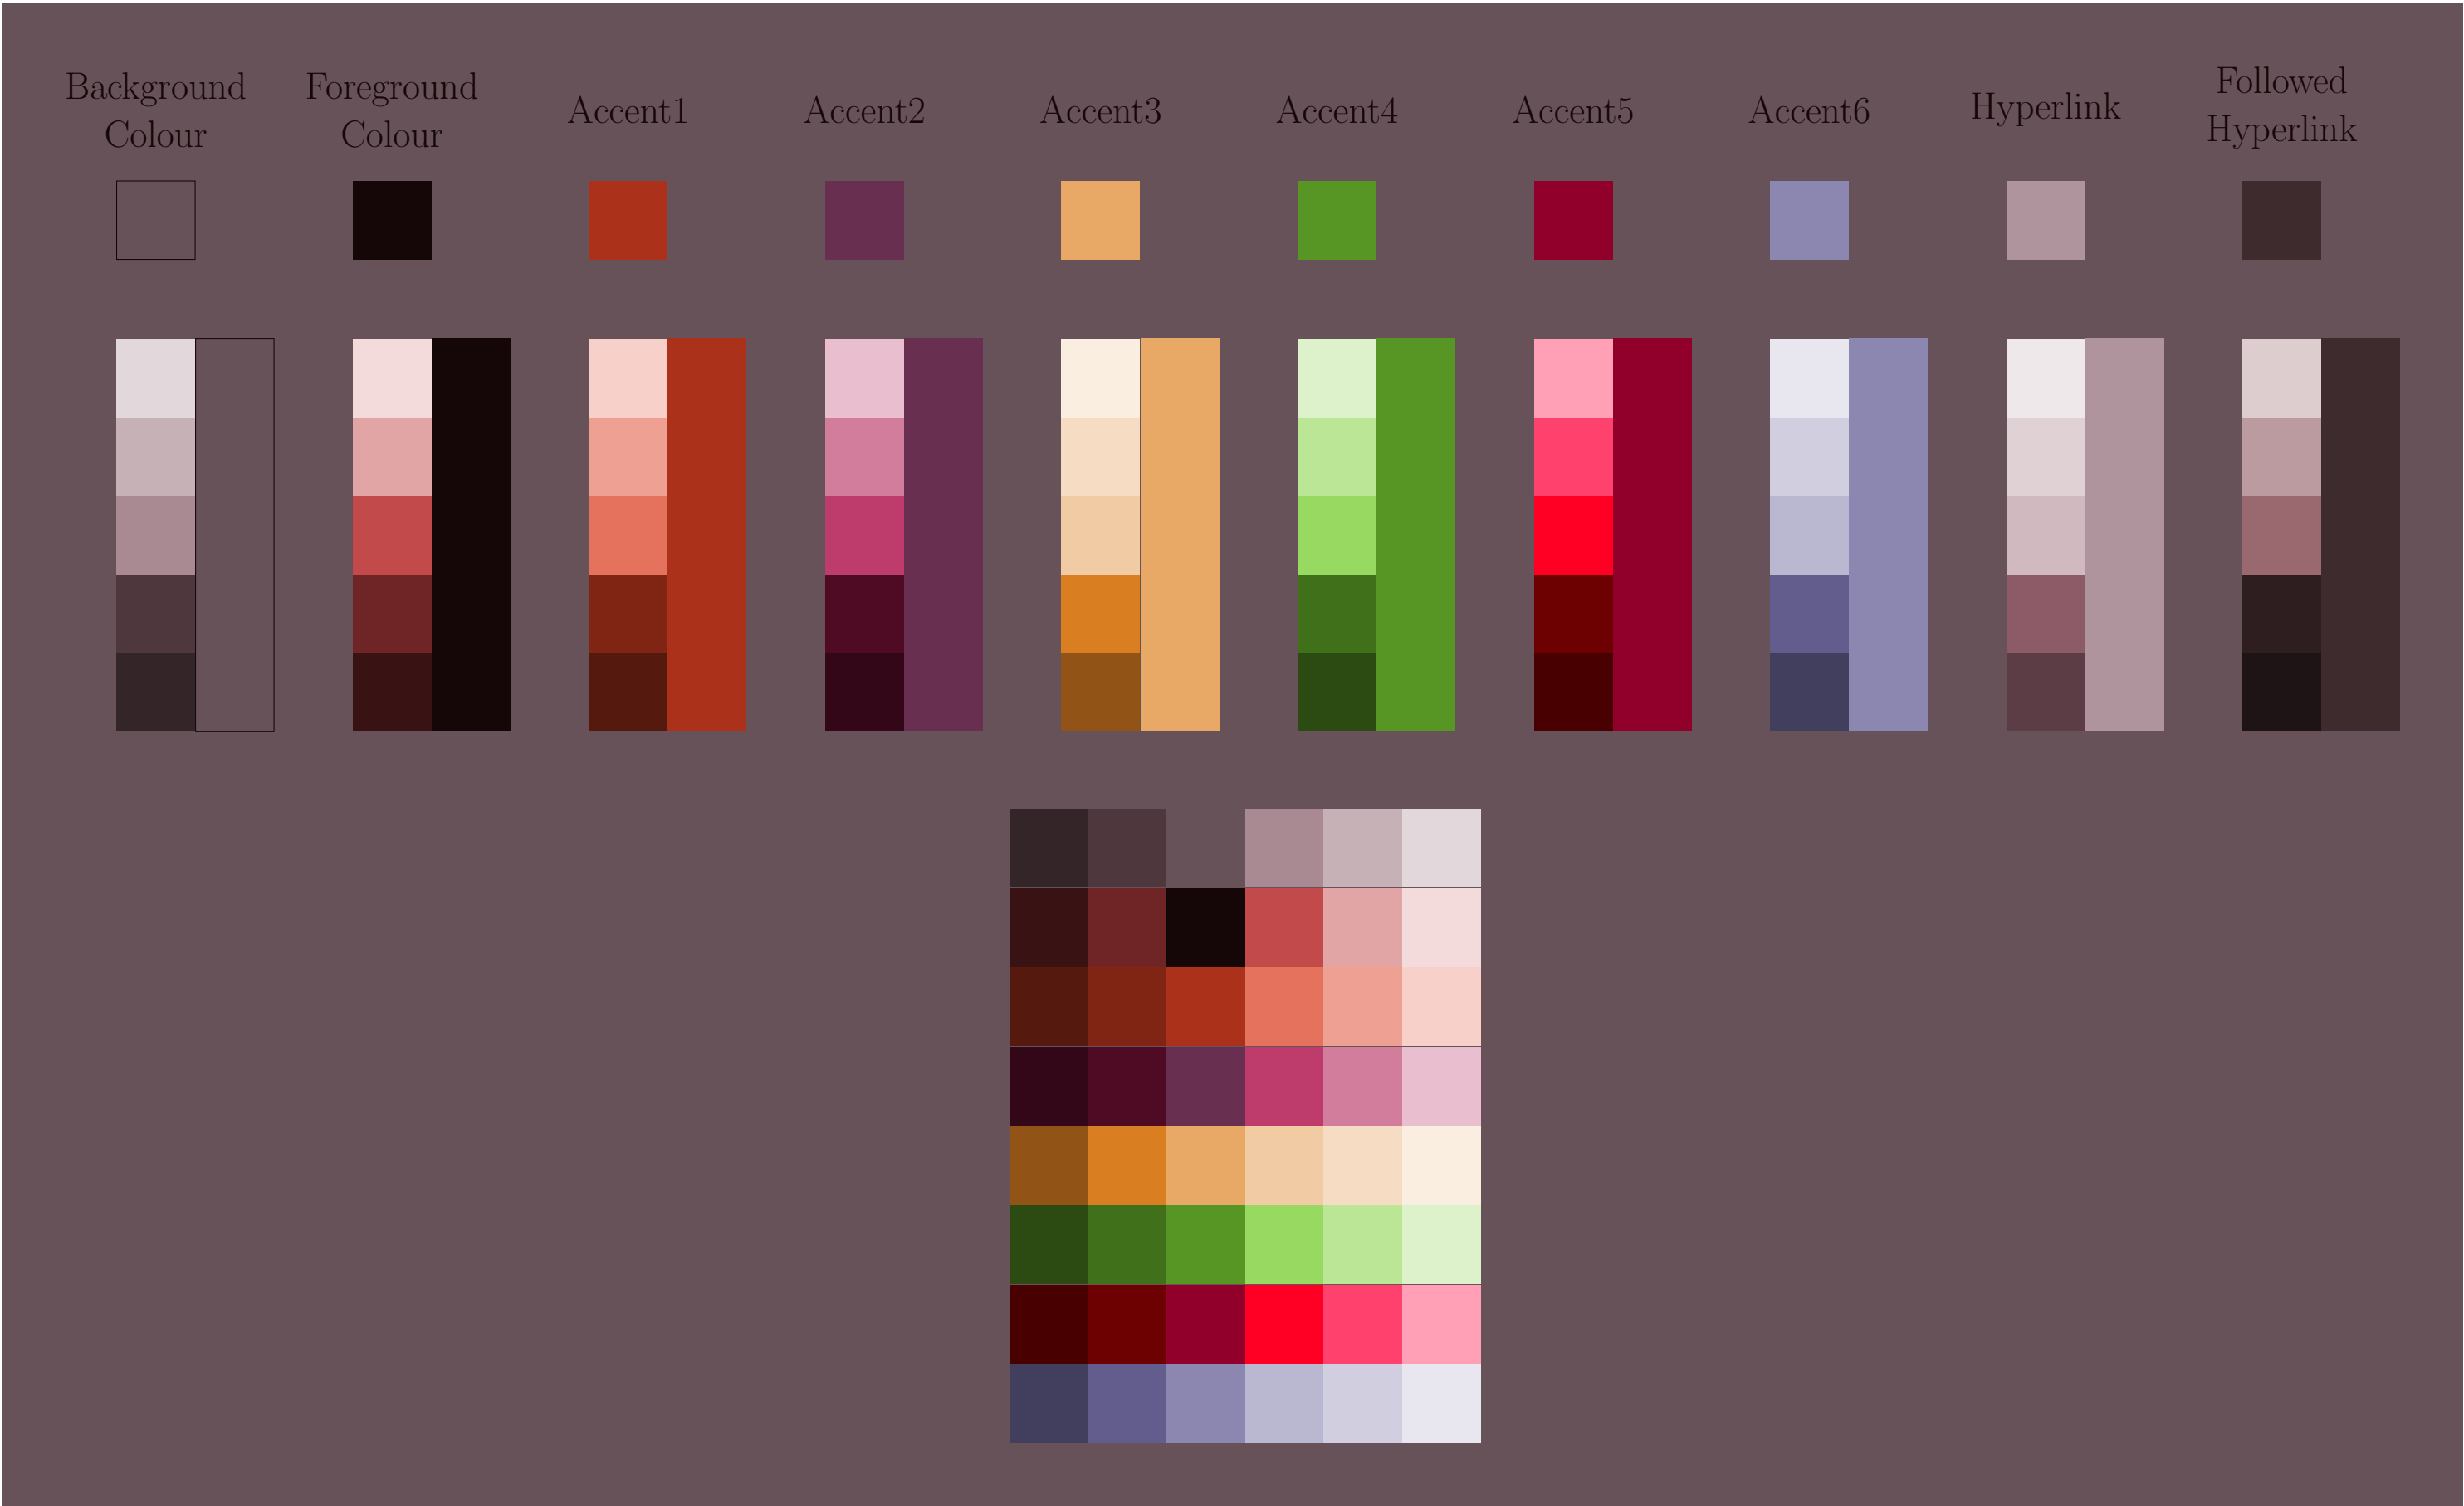 Background
Colour
Foreground
Colour
Accent1
Accent2
Accent3
Accent4
Accent5
Accent6
Hyperlink
Followed
Hyperlink